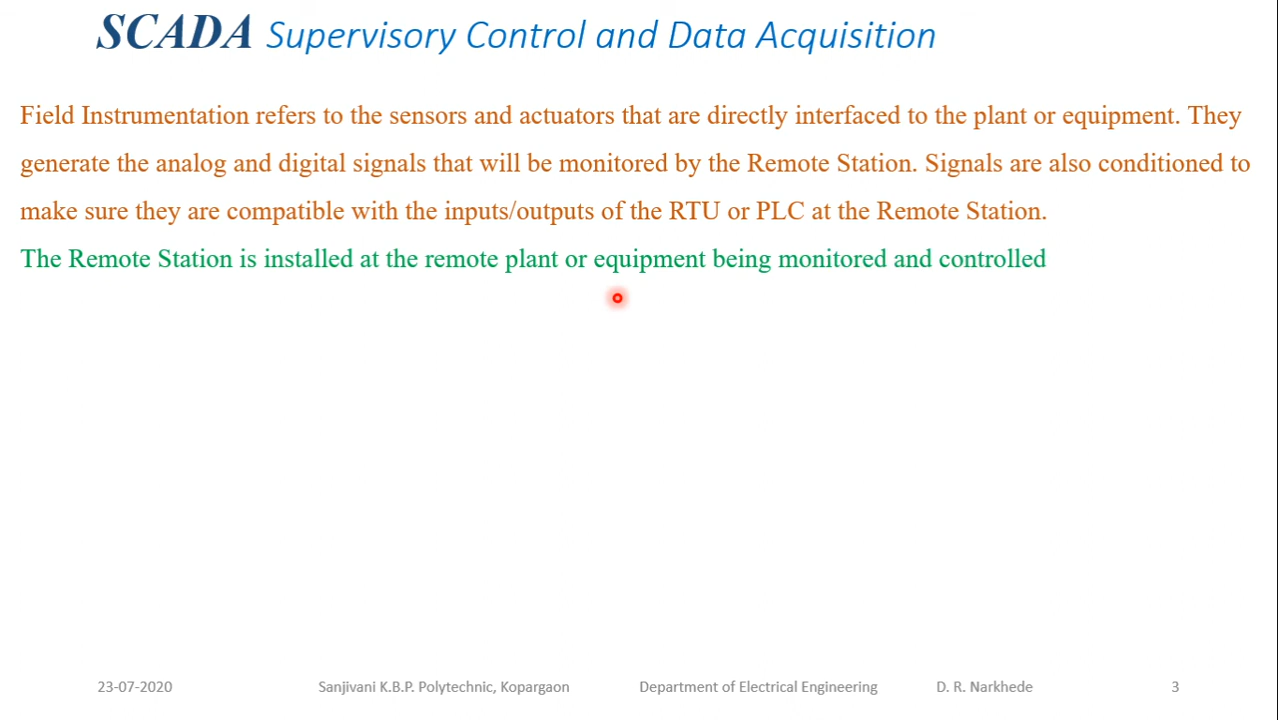 SCADA Supervisory Control and Data Acquisition
Field Instrumentation refers to the sensors and actuators that are directly interfaced to the plant or equipment. They
generate the analog and digital signals that will be monitored by the Remote Station. Signals are also conditioned to
make sure they are compatible with the inputs/outputs of the RTU or PLC at the Remote Station.
The Remote Station is installed at the remote plant or equipment being monitored and controlled
23-07-2020 Sanjivani K.B.P. Polytechnic, Kopargaon Department of Electrical Engineering D. R. Narkhede 3